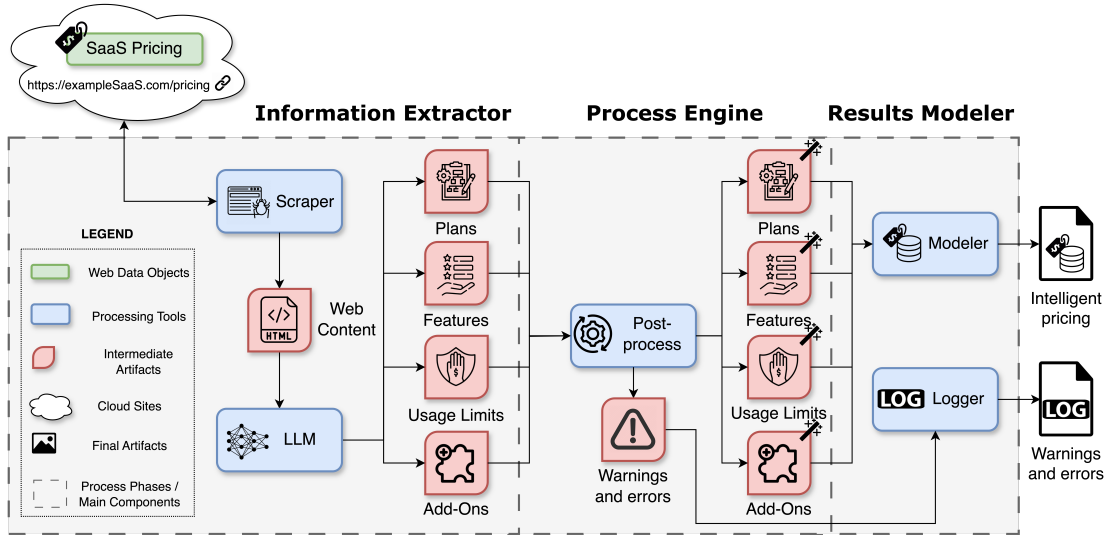 SaaS Pricing
https://exampleSaaS.com/pricing
Information Extractor
Process Engine
Results Modeler
Scraper
Web
Content
HTML
LLM
Plans
Features
Usage Limits
Add-Ons
Post-
process
Warnings
and errors
Plans
Features
Usage Limits
Add-Ons
Modeler
LOG
Logger
Intelligent
pricing
LOG
Warnings
and errors
LEGEND
Web Data Objects
Processing Tools
Intermediate
Artifacts
Cloud Sites
Final Artifacts
Process Phases /
Main Components